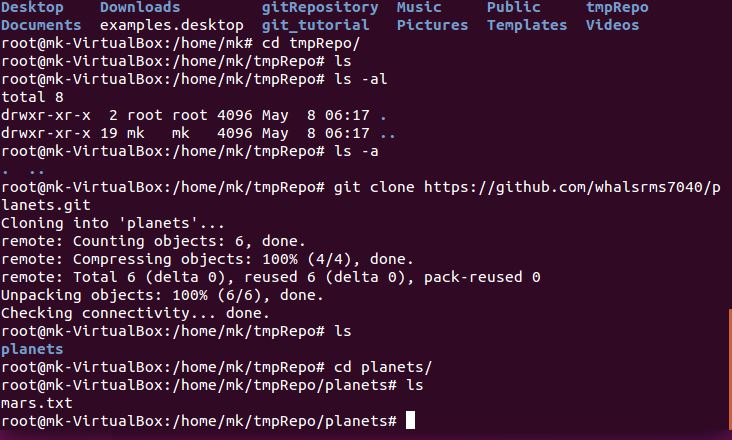 Desktop    Downloads         gitRepository  Music     Public     tmpRepo
Documents  examples.desktop  git_tutorial   Pictures  Templates  Videos
root@mk-VirtualBox:/home/mk# cd tmpRepo/
root@mk-VirtualBox:/home/mk/tmpRepo# ls
root@mk-VirtualBox:/home/mk/tmpRepo# ls -al
total 8
drwxr-xr-x  2 root root 4096 May  8 06:17 .
drwxr-xr-x 19 mk   mk   4096 May  8 06:17 ..
root@mk-VirtualBox:/home/mk/tmpRepo# ls -a
.  ..
root@mk-VirtualBox:/home/mk/tmpRepo# git clone https://github.com/whalsrms7040/p
lanets.git
Cloning into 'planets'...
remote: Counting objects: 6, done.
remote: Compressing objects: 100% (4/4), done.
remote: Total 6 (delta 0), reused 6 (delta 0), pack-reused 0
Unpacking objects: 100% (6/6), done.
Checking connectivity... done.
root@mk-VirtualBox:/home/mk/tmpRepo# ls
planets
root@mk-VirtualBox:/home/mk/tmpRepo# cd planets/
root@mk-VirtualBox:/home/mk/tmpRepo/planets# ls
mars.txt
root@mk-VirtualBox:/home/mk/tmpRepo/planets#